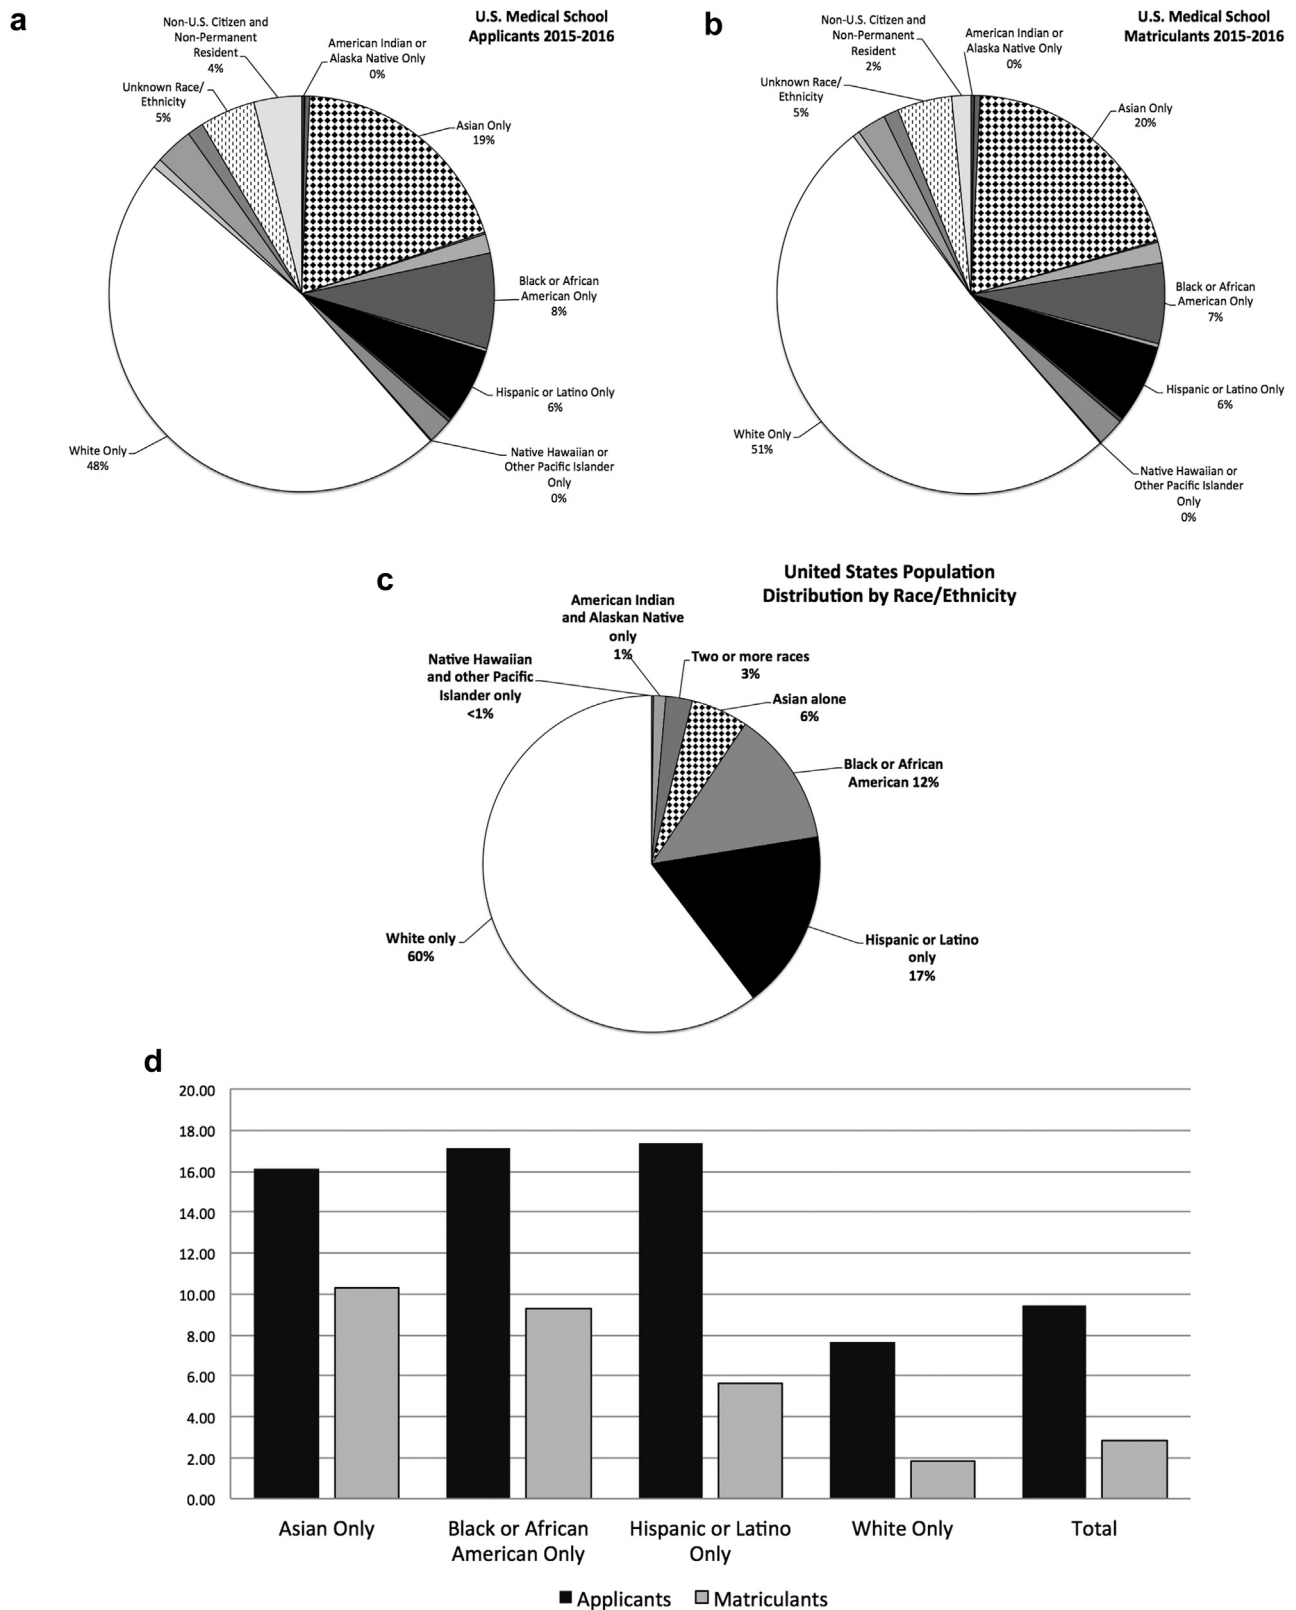 a
U.S. Medical School
Applicants 2015-2016
Non-U.S. Citizen and
Non-Permanent
Resident
4%
American Indian or
Alaska Native Only
0%
Unknown Race/
Ethnicity
5%
Asian Only
19%
Black or African
American Only
8%
Hispanic or Latino Only
6%
Native Hawaiian or
Other Pacific Islander
Only
0%
White Only
48%
b
U.S. Medical School
Matriculants 2015-2016
Non-U.S. Citizen and
Non-Permanent
Resident
2%
American Indian or
Alaska Native Only
0%
Unknown Race/
Ethnicity
5%
Asian Only
20%
Black or African
American Only
7%
Hispanic or Latino Only
6%
Native Hawaiian or
Other Pacific Islander
Only
0%
White Only
51%
c
United States Population
Distribution by Race/Ethnicity
American Indian
and Alaskan Native
only
1%
Native Hawaiian
and other Pacific
Islander only
<1%
Two or more races
3%
Asian alone
6%
Black or African
American 12%
Hispanic or Latino
only
17%
White only
60%
d
20.00
18.00
16.00
14.00
12.00
10.00
8.00
6.00
4.00
2.00
0.00
Asian Only
Black or African
American Only
Hispanic or Latino
Only
White Only
Total
Applicants
Matriculants